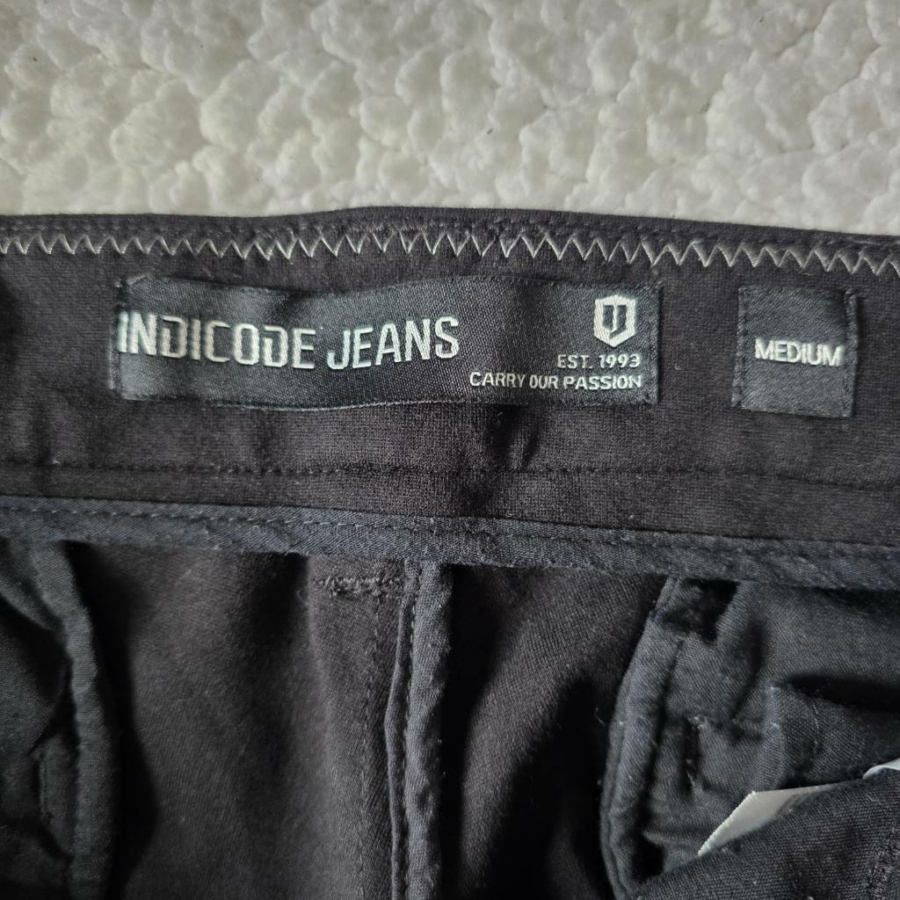 INDICODE JEANS
EST. 1993
CARRY OUR PASSION
MEDIUM